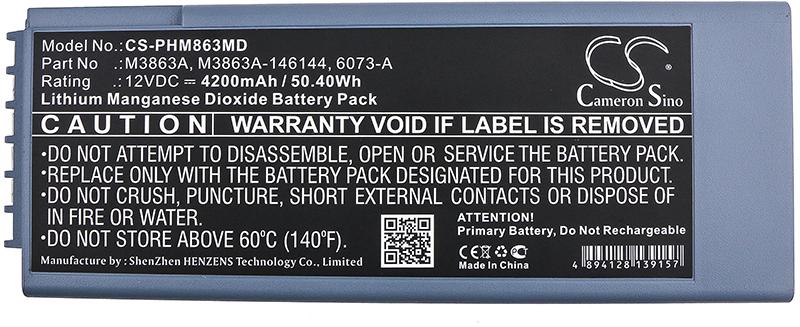 Model No.:CS-PHM863MD
Part No .: M3863A, M3863A-146144, 6073-A
Rating .: 12VDC ⎓ 4200mAh / 50.40Wh
Lithium Manganese Dioxide Battery Pack
CS
Cameron Sino
CAUTION WARRANTY VOID IF LABEL IS REMOVED
•DO NOT ATTEMPT TO DISASSEMBLE, OPEN OR SERVICE THE BATTERY PACK.
•REPLACE ONLY WITH THE BATTERY PACK DESIGNATED FOR THIS PRODUCT.
•DO NOT CRUSH, PUNCTURE, SHORT EXTERNAL CONTACTS OR DISPOSE OF
IN FIRE OR WATER.
•DO NOT STORE ABOVE 60°C (140°F).
Manufacture by : ShenZhen HENZENS Technology Co., Limited
ATTENTION!
Primary Battery, Do Not Rechargeable
CE
Made In China
4 894128 139157